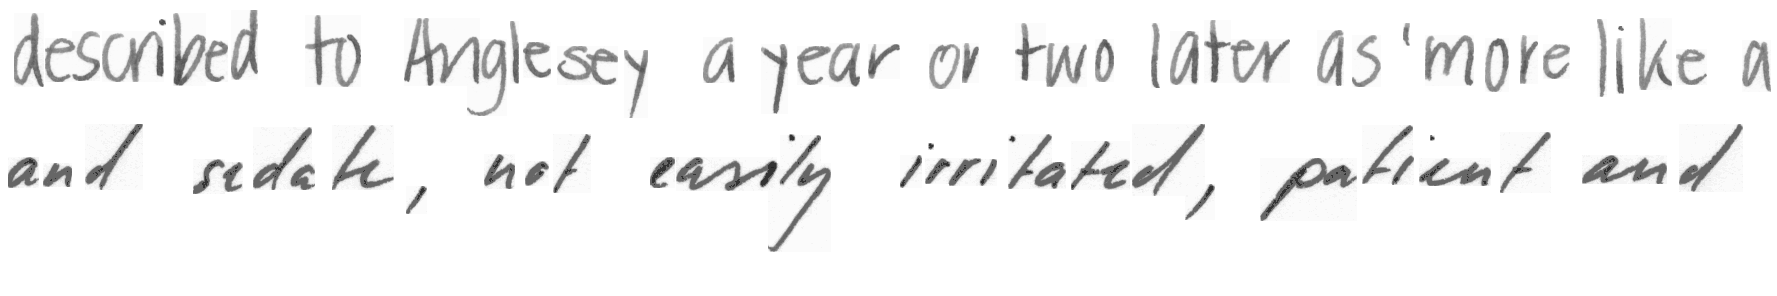 described to Anglesey a year or two later as 'more like a
and sedate, not easily irritated, patient and